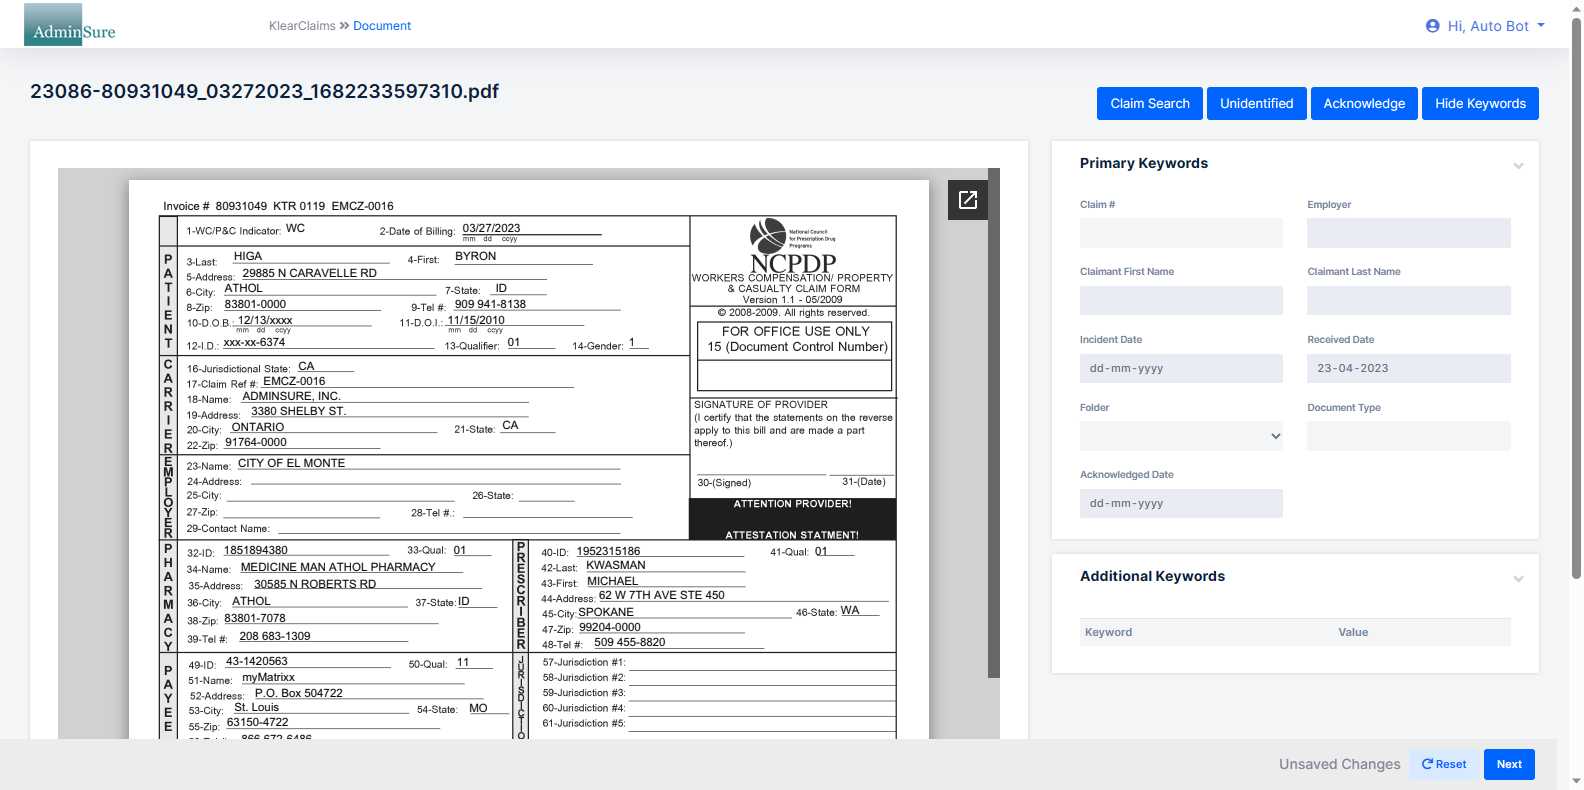 AdminSure
KlearClaims » Document
Hi, Auto Bot
23086-80931049_03272023_1682233597310.pdf
Claim Search
Unidentified
Acknowledge
Hide Keywords
Invoice # 80931049 KTR 0119 EMCZ-0016
1-WC/P&C Indicator: WC
2-Date of Billing: 03/27/2023
mm dd ccyy
PATIENT
3-Last: HIGA
4-First: BYRON
5-Address: 29885 N CARAVELLE RD
6-City: ATHOL
7-State: ID
8-Zip: 83801-0000
9-Tel #: 909 941-8138
10-D.O.B.: 12/13/xxxx
mm dd ccyy
11-D.O.I.: 11/15/2010
mm dd ccyy
12-I.D.: xxx-xx-6374
13-Qualifier: 01
14-Gender: 1
National Council
for Prescription Drug
Programs
NCPDP
WORKERS COMPENSATION/ PROPERTY
& CASUALTY CLAIM FORM
Version 1.1 - 05/2009
© 2008-2009. All rights reserved.
FOR OFFICE USE ONLY
15 (Document Control Number)
CARRIER
16-Jurisdictional State: CA
17-Claim Ref #: EMCZ-0016
18-Name: ADMINSURE, INC.
19-Address: 3380 SHELBY ST.
20-City: ONTARIO
21-State: CA
22-Zip: 91764-0000
SIGNATURE OF PROVIDER
(I certify that the statements on the reverse
apply to this bill and are made a part
thereof.)
30-(Signed)
31-(Date)
ATTENTION PROVIDER!
ATTESTATION STATMENT!
EMPLOYER
23-Name: CITY OF EL MONTE
24-Address:
25-City:
26-State:
27-Zip:
28-Tel #.:
29-Contact Name:
PHARMACY
32-ID: 1851894380
33-Qual: 01
34-Name: MEDICINE MAN ATHOL PHARMACY
35-Address: 30585 N ROBERTS RD
36-City: ATHOL
37-State: ID
38-Zip: 83801-7078
39-Tel #: 208 683-1309
PRESCRIBER
40-ID: 1952315186
41-Qual: 01
42-Last: KWASMAN
43-First: MICHAEL
44-Address: 62 W 7TH AVE STE 450
45-City: SPOKANE
46-State: WA
47-Zip: 99204-0000
48-Tel #: 509 455-8820
PAYEE
49-ID: 43-1420563
50-Qual: 11
51-Name: myMatrixx
52-Address: P.O. Box 504722
53-City: St. Louis
54-State: MO
55-Zip: 63150-4722
866 672-6486
JURISDICTIO
57-Jurisdiction #1:
58-Jurisdiction #2:
59-Jurisdiction #3:
60-Jurisdiction #4:
61-Jurisdiction #5:
Primary Keywords
Claim #
Employer
Claimant First Name
Claimant Last Name
Incident Date
Received Date
dd-mm-yyyy
23-04-2023
Folder
Document Type
Acknowledged Date
dd-mm-yyyy
Additional Keywords
Keyword
Value
Unsaved Changes
Reset
Next